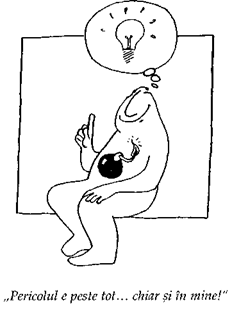 „Pericolul e peste tot... chiar și în mine!“